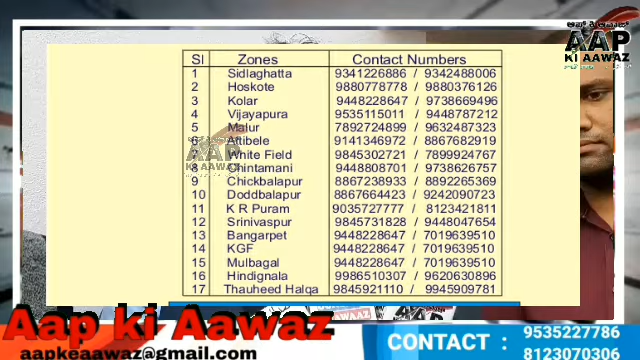 AAP
KI AAWAZ
Sl Zones Contact Numbers
1 Sidlaghatta 9341226886 / 9342488006
2 Hoskote 9880778778 / 9880376126
3 Kolar 9448228647 / 9738669496
4 Vijayapura 9535115011 / 9448787212
5 Malur 7892724899 / 9632487323
6 Attibele 9141346972 / 8867682919
7 White Field 9845302721 / 7899924767
8 Chintamani 9448808701 / 9738626757
9 Chickbalapur 8867238933 / 8892265369
10 Doddbalapur 8867664423 / 9242090723
11 K R Puram 9035727777 / 8123421811
12 Srinivaspur 9845731828 / 9448047654
13 Bangarpet 9448228647 / 7019639510
14 KGF 9448228647 / 7019639510
15 Mulbagal 9448228647 / 7019639510
16 Hindignala 9986510307 / 9620630896
17 Thauheed Halqa 9845921110 / 9945909781
AAP
KI AAWAZ
Aap ki Aawaz
aapkeaawaz@gmail.com
CONTACT : 9535227786
8123070306